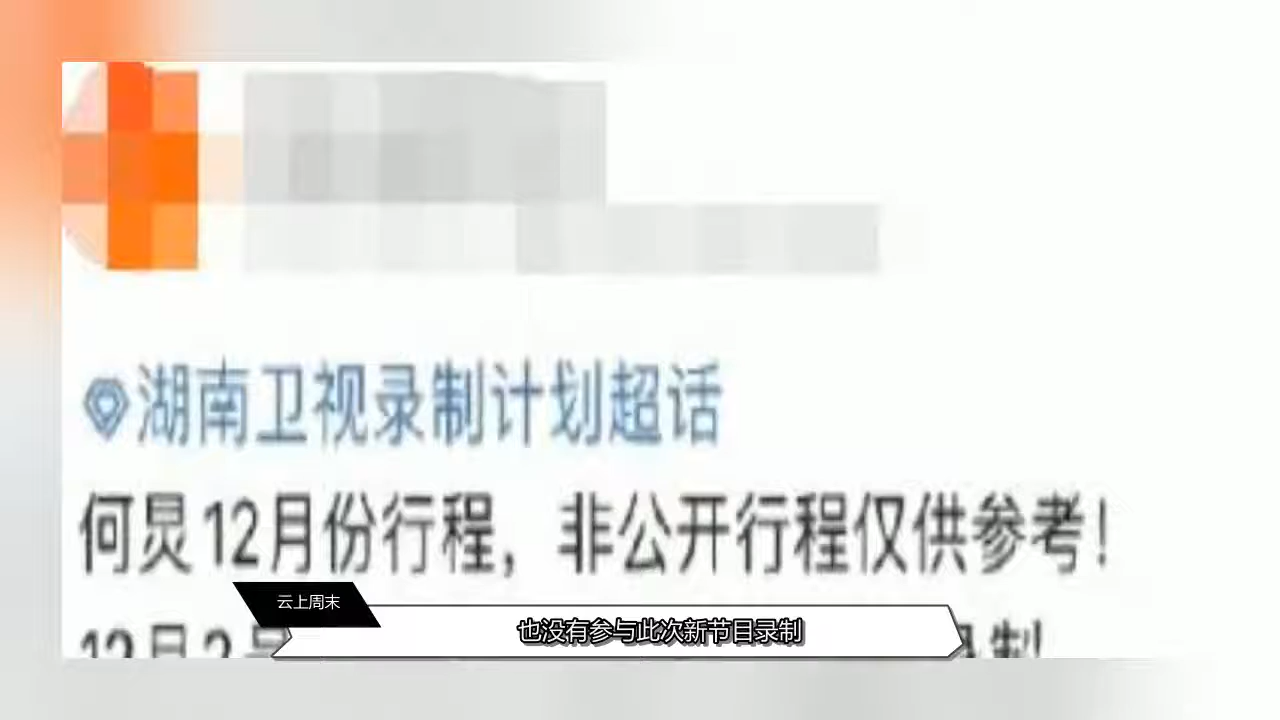 湖南卫视录制计划超话
何炅12月份行程，非公开行程仅供参考！
云上周末
也没有参与此次新节目录制